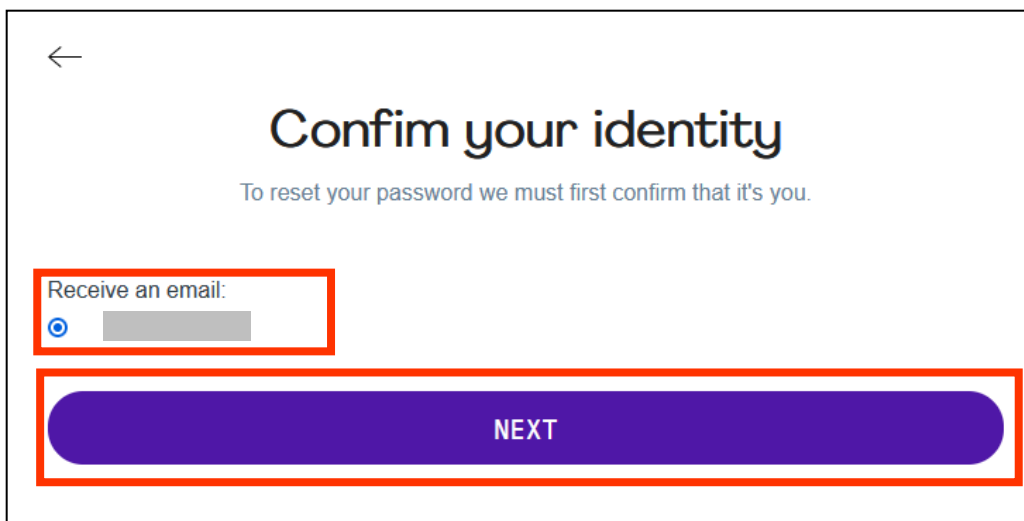 Confim your identity
To reset your password we must first confirm that it's you.
Receive an email:
NEXT